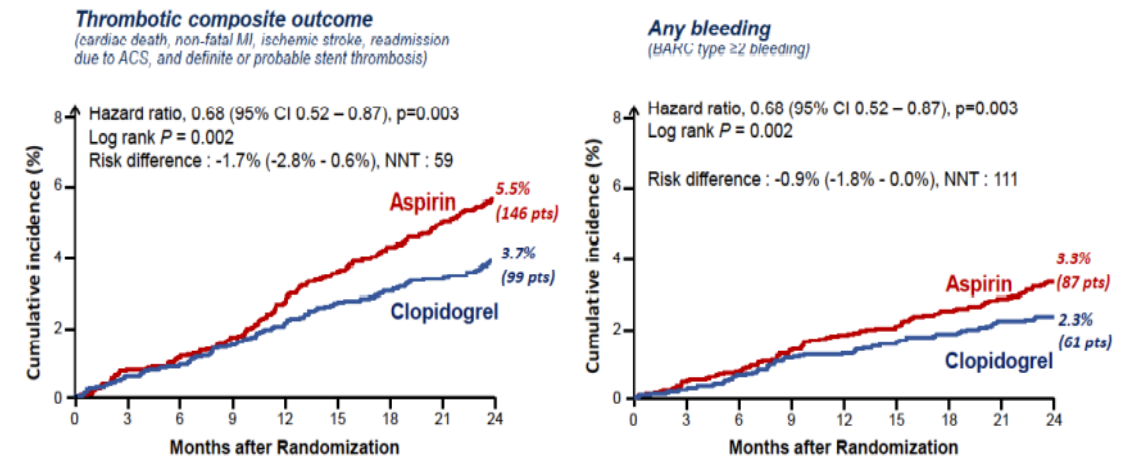 Thrombotic composite outcome
(cardiac death, non-fatal MI, ischemic stroke, readmission
due to ACS, and definite or probable stent thrombosis)
Hazard ratio, 0.68 (95% CI 0.52 – 0.87), p=0.003
Log rank P = 0.002
Risk difference : -1.7% (-2.8% - 0.6%), NNT : 59
Cumulative incidence (%)
8
6
4
2
0
Aspirin
5.5%
(146 pts)
3.7%
(99 pts)
Clopidogrel
0 3 6 9 12 15 18 21 24
Months after Randomization
Any bleeding
(BARC type ≥2 bleeding)
Hazard ratio, 0.68 (95% CI 0.52 – 0.87), p=0.003
Log rank P = 0.002
Risk difference : -0.9% (-1.8% - 0.0%), NNT : 111
Cumulative incidence (%)
8
6
4
2
0
Aspirin
3.3%
(87 pts)
2.3%
(61 pts)
Clopidogrel
0 3 6 9 12 15 18 21 24
Months after Randomization